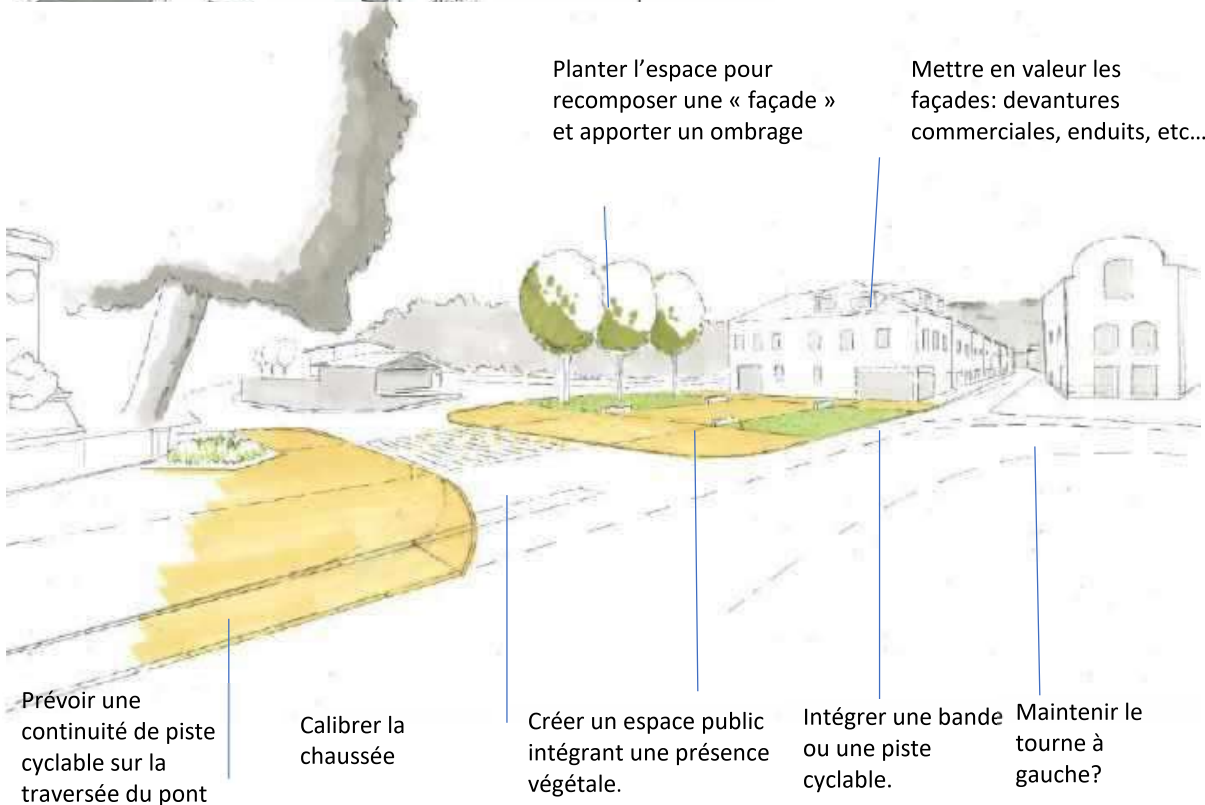 Planter l’espace pour
recomposer une « façade »
et apporter un ombrage
Mettre en valeur les
façades: devantures
commerciales, enduits, etc…
Prévoir une
continuité de piste
cyclable sur la
traversée du pont
Calibrer la
chaussée
Créer un espace public
intégrant une présence
végétale.
Intégrer une bande
ou une piste
cyclable.
Maintenir le
tourne à
gauche?